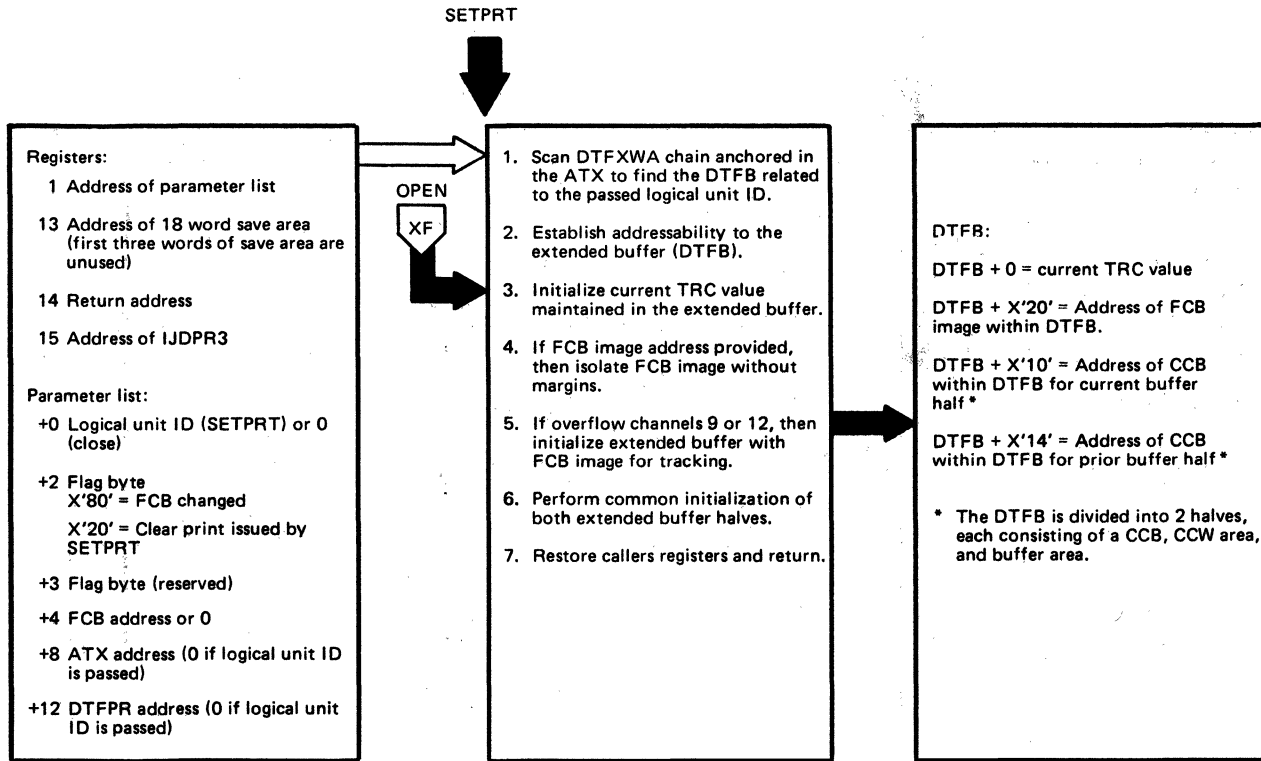 SETPRT
Registers:
1 Address of parameter list
13 Address of 18 word save area
(first three words of save area are
unused)
14 Return address
15 Address of IJDPR3
Parameter list:
+0 Logical unit ID (SETPRT) or 0
(close)
+2 Flag byte
X'80' = FCB changed
X'20' = Clear print issued by
SETPRT
+3 Flag byte (reserved)
+4 FCB address or 0
+8 ATX address (0 if logical unit ID
is passed)
+12 DTFPR address (0 if logical unit
ID is passed)
OPEN
XF
1. Scan DTFXWA chain anchored in
the ATX to find the DTFB related
to the passed logical unit ID.
2. Establish addressability to the
extended buffer (DTFB).
3. Initialize current TRC value
maintained in the extended buffer.
4. If FCB image address provided,
then isolate FCB image without
margins.
5. If overflow channels 9 or 12, then
initialize extended buffer with
FCB image for tracking.
6. Perform common initialization of
both extended buffer halves.
7. Restore callers registers and return.
DTFB:
DTFB + 0 = current TRC value
DTFB + X'20' = Address of FCB
image within DTFB.
DTFB + X'10' = Address of CCB
within DTFB for current buffer
half *
DTFB + X'14' = Address of CCB
within DTFB for prior buffer half *
* The DTFB is divided into 2 halves,
each consisting of a CCB, CCW area,
and buffer area.